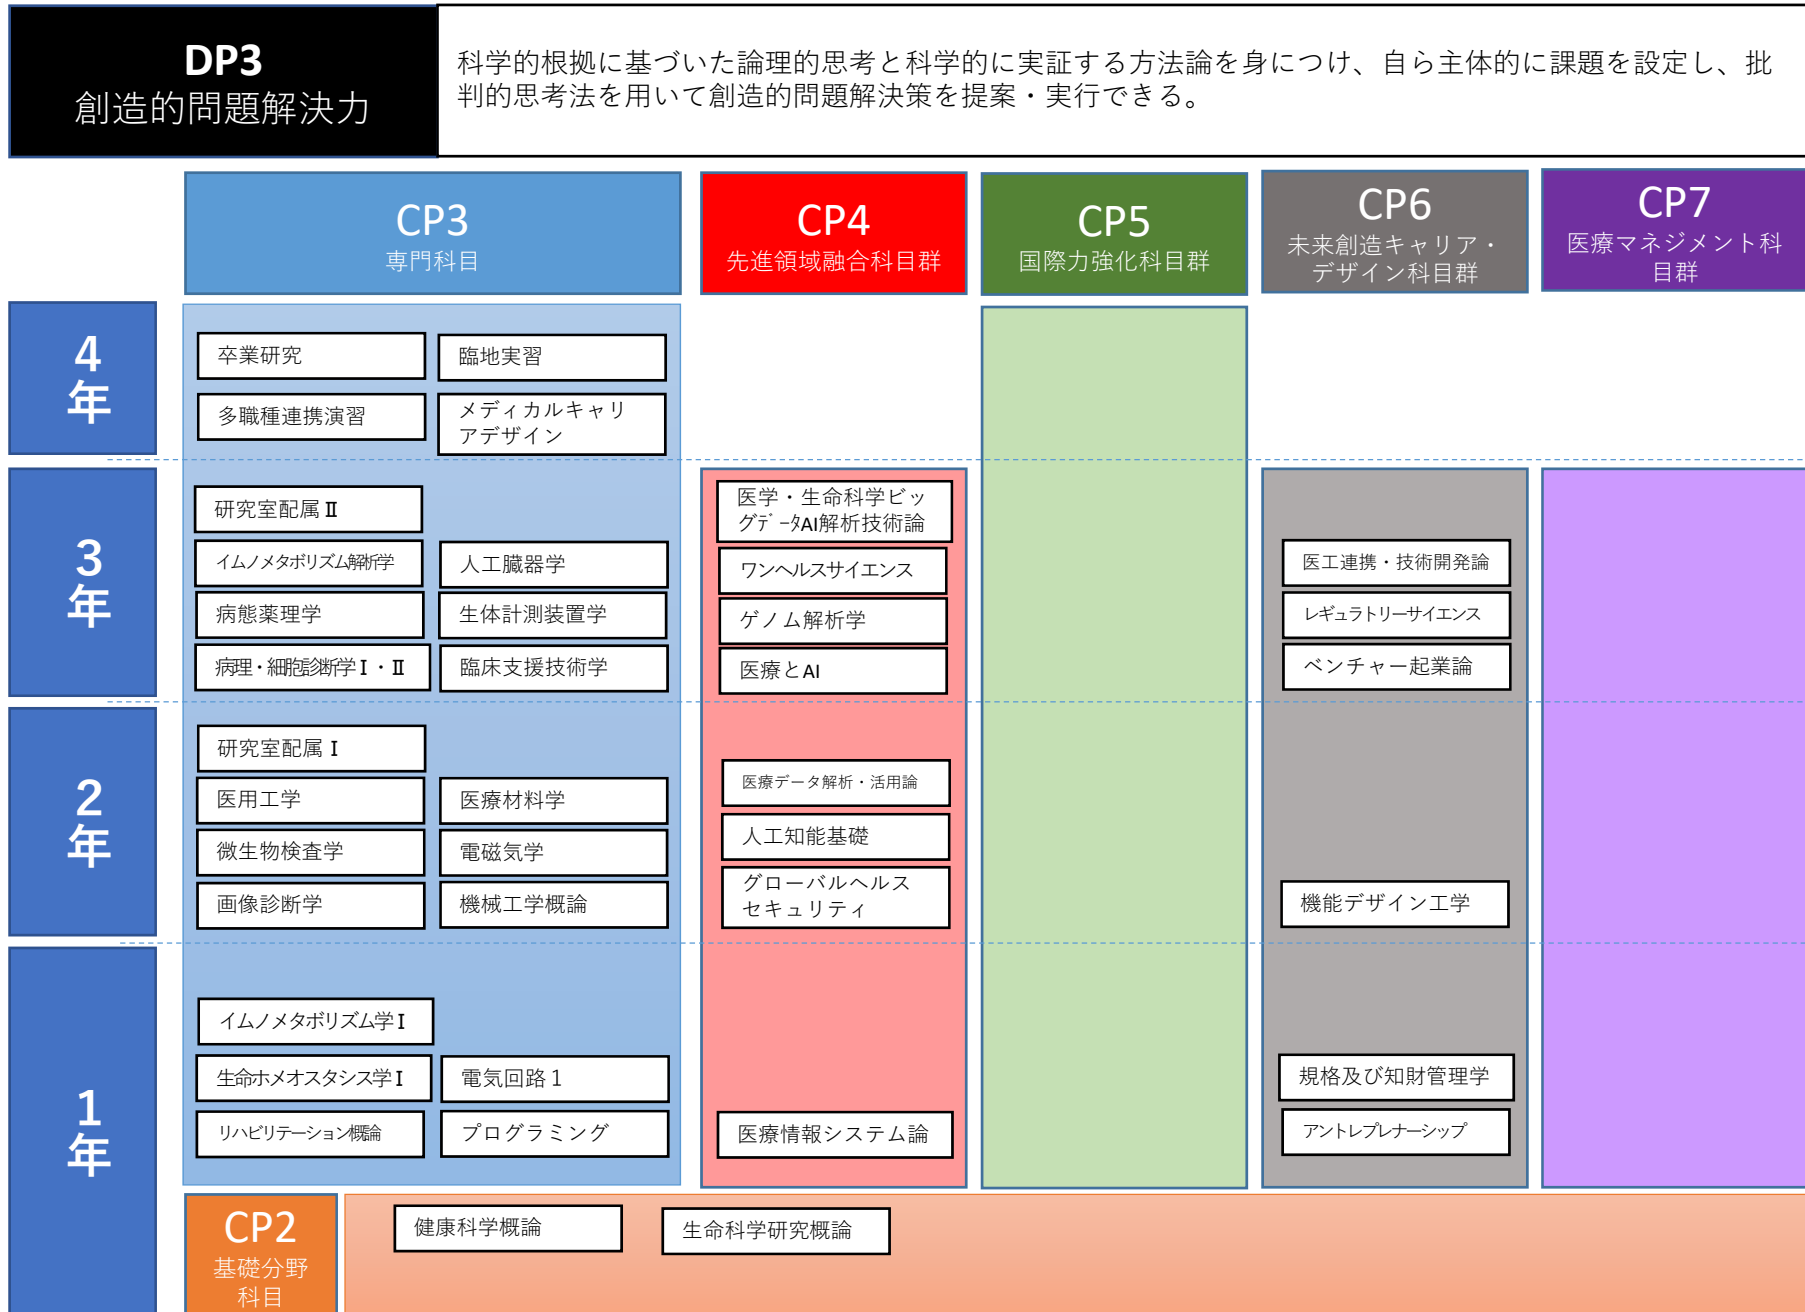 DP3
創造的問題解決力
科学的根拠に基づいた論理的思考と科学的に実証する方法論を身につけ、自ら主体的に課題を設定し、批
判的思考法を用いて創造的問題解決策を提案・実行できる。
CP3
専門科目
CP4
先進領域融合科目群
CP5
国際力強化科目群
CP6
未来創造キャリア・
デザイン科目群
CP7
医療マネジメント科
目群
4
年
卒業研究
臨地実習
多職種連携演習
メディカルキャリ
アデザイン
3
年
研究室配属Ⅱ
イムノメタボリズム解析学
人工臓器学
病態薬理学
生体計測装置学
病理・細胞診断学Ⅰ・Ⅱ
臨床支援技術学
医学・生命科学ビッ
グデータAI解析技術論
ワンヘルスサイエンス
ゲノム解析学
医療とAI
医工連携・技術開発論
レギュラトリーサイエンス
ベンチャー起業論
2
年
研究室配属Ⅰ
医用工学
医療材料学
微生物検査学
電磁気学
画像診断学
機械工学概論
医療データ解析・活用論
人工知能基礎
グローバルヘルス
セキュリティ
機能デザイン工学
1
年
イムノメタボリズム学Ⅰ
生命ホメオスタシス学Ⅰ
電気回路１
リハビリテーション概論
プログラミング
医療情報システム論
規格及び知財管理学
アントレプレナーシップ
CP2
基礎分野
科目
健康科学概論
生命科学研究概論